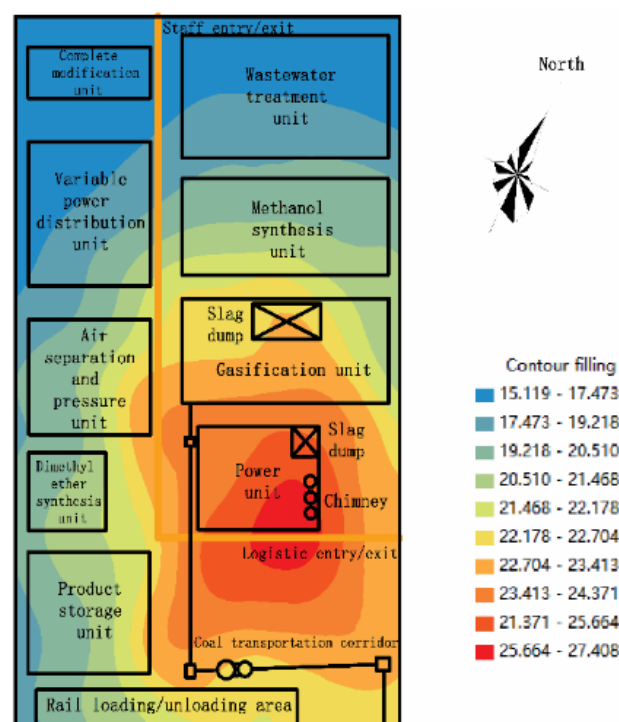 Staff entry/exit
Complete
modification
unit
Wastewater
treatment
unit
North
Variable
power
distribution
unit
Methanol
synthesis
unit
Slag
dump
Gasification unit
Air
separation
and
pressure
unit
Slag
dump
Power
unit
Chimney
Dimethyl
ether
synthesis
unit
Logistic entry/exit
Product
storage
unit
Coal transportation corridor
Rail loading/unloading area
Contour filling
15.119 - 17.473
17.473 - 19.218
19.218 - 20.510
20.510 - 21.468
21.468 - 22.178
22.178 - 22.704
22.704 - 23.413
23.413 - 24.371
21.371 - 25.664
25.664 - 27.408